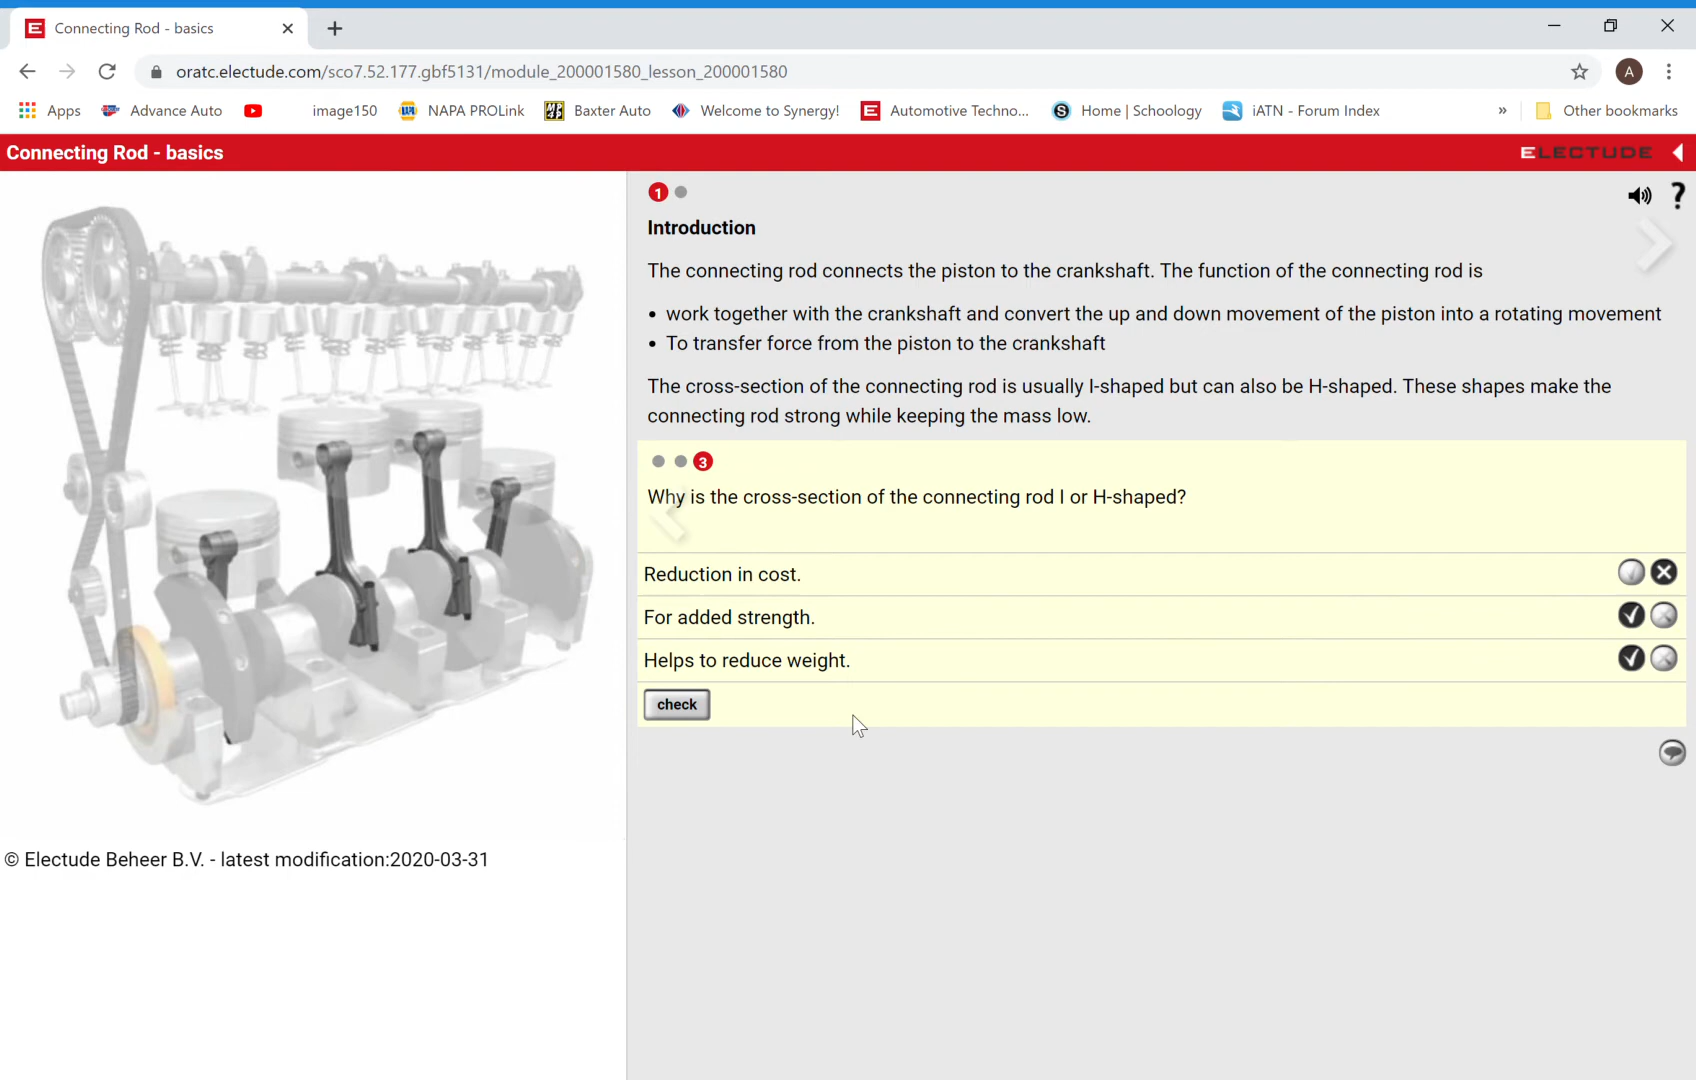 Connecting Rod - basics
oratc.electude.com/sco7.52.177.gbf5131/module_200001580_lesson_200001580
A
Apps
Advance Auto
image150
NAPA PROLink
Baxter Auto
Welcome to Synergy!
Automotive Techno...
Home | Schoology
iATN - Forum Index
»
Other bookmarks
Connecting Rod - basics
ELECTUDE
1
?
Introduction
The connecting rod connects the piston to the crankshaft. The function of the connecting rod is
• work together with the crankshaft and convert the up and down movement of the piston into a rotating movement
• To transfer force from the piston to the crankshaft
The cross-section of the connecting rod is usually I-shaped but can also be H-shaped. These shapes make the
connecting rod strong while keeping the mass low.
3
Why is the cross-section of the connecting rod I or H-shaped?
Reduction in cost.
For added strength.
Helps to reduce weight.
check
© Electude Beheer B.V. - latest modification:2020-03-31